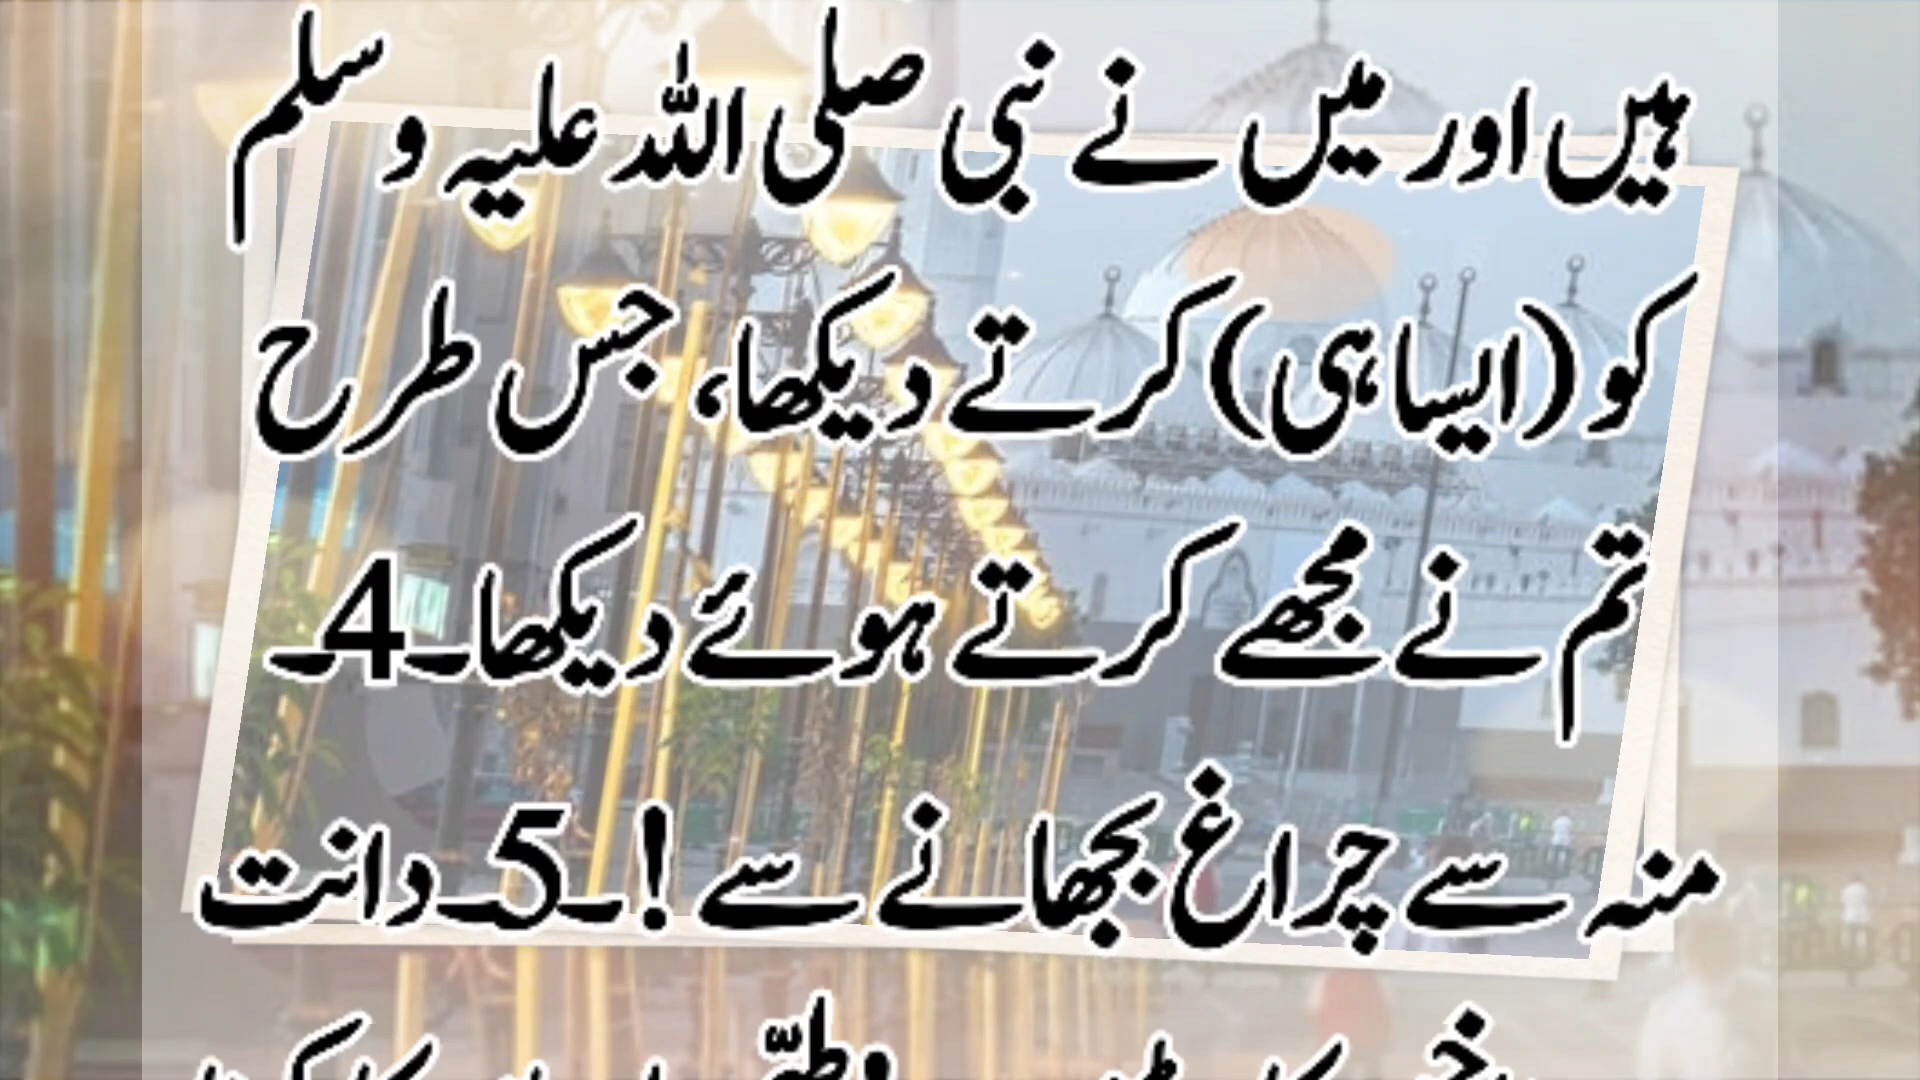 ہیں اور میں نے نبی صلی اللہ علیہ وسلم
کو (ایسا ہی) کرتے دیکھا، جس طرح
تم نے مجھے کرتے ہوئے دیکھا۔4۔
منہ سے چراغ بجھانے سے !۔5۔دانت